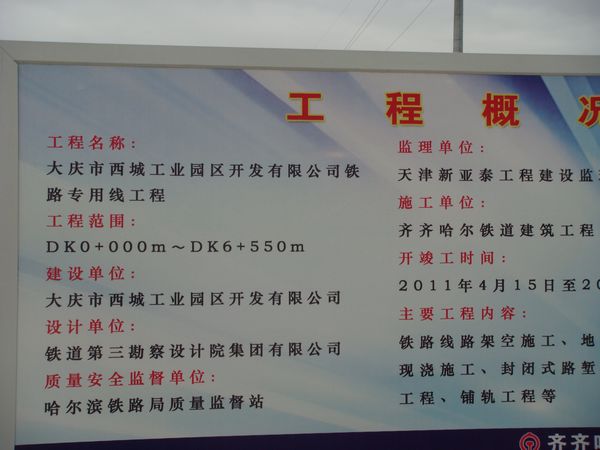 工程概况
工程名称：
大庆市西城工业园区开发有限公司铁
路专用线工程
工程范围：
DK0+000m～DK6+550m
建设单位：
大庆市西城工业园区开发有限公司
设计单位：
铁道第三勘察设计院集团有限公司
质量安全监督单位：
哈尔滨铁路局质量监督站
监理单位：
天津新亚泰工程建设监
施工单位：
齐齐哈尔铁道建筑工程
开竣工时间：
2011年4月15日至20
主要工程内容：
铁路线路架空施工、地
现浇施工、封闭式路堑
工程、铺轨工程等
齐齐哈